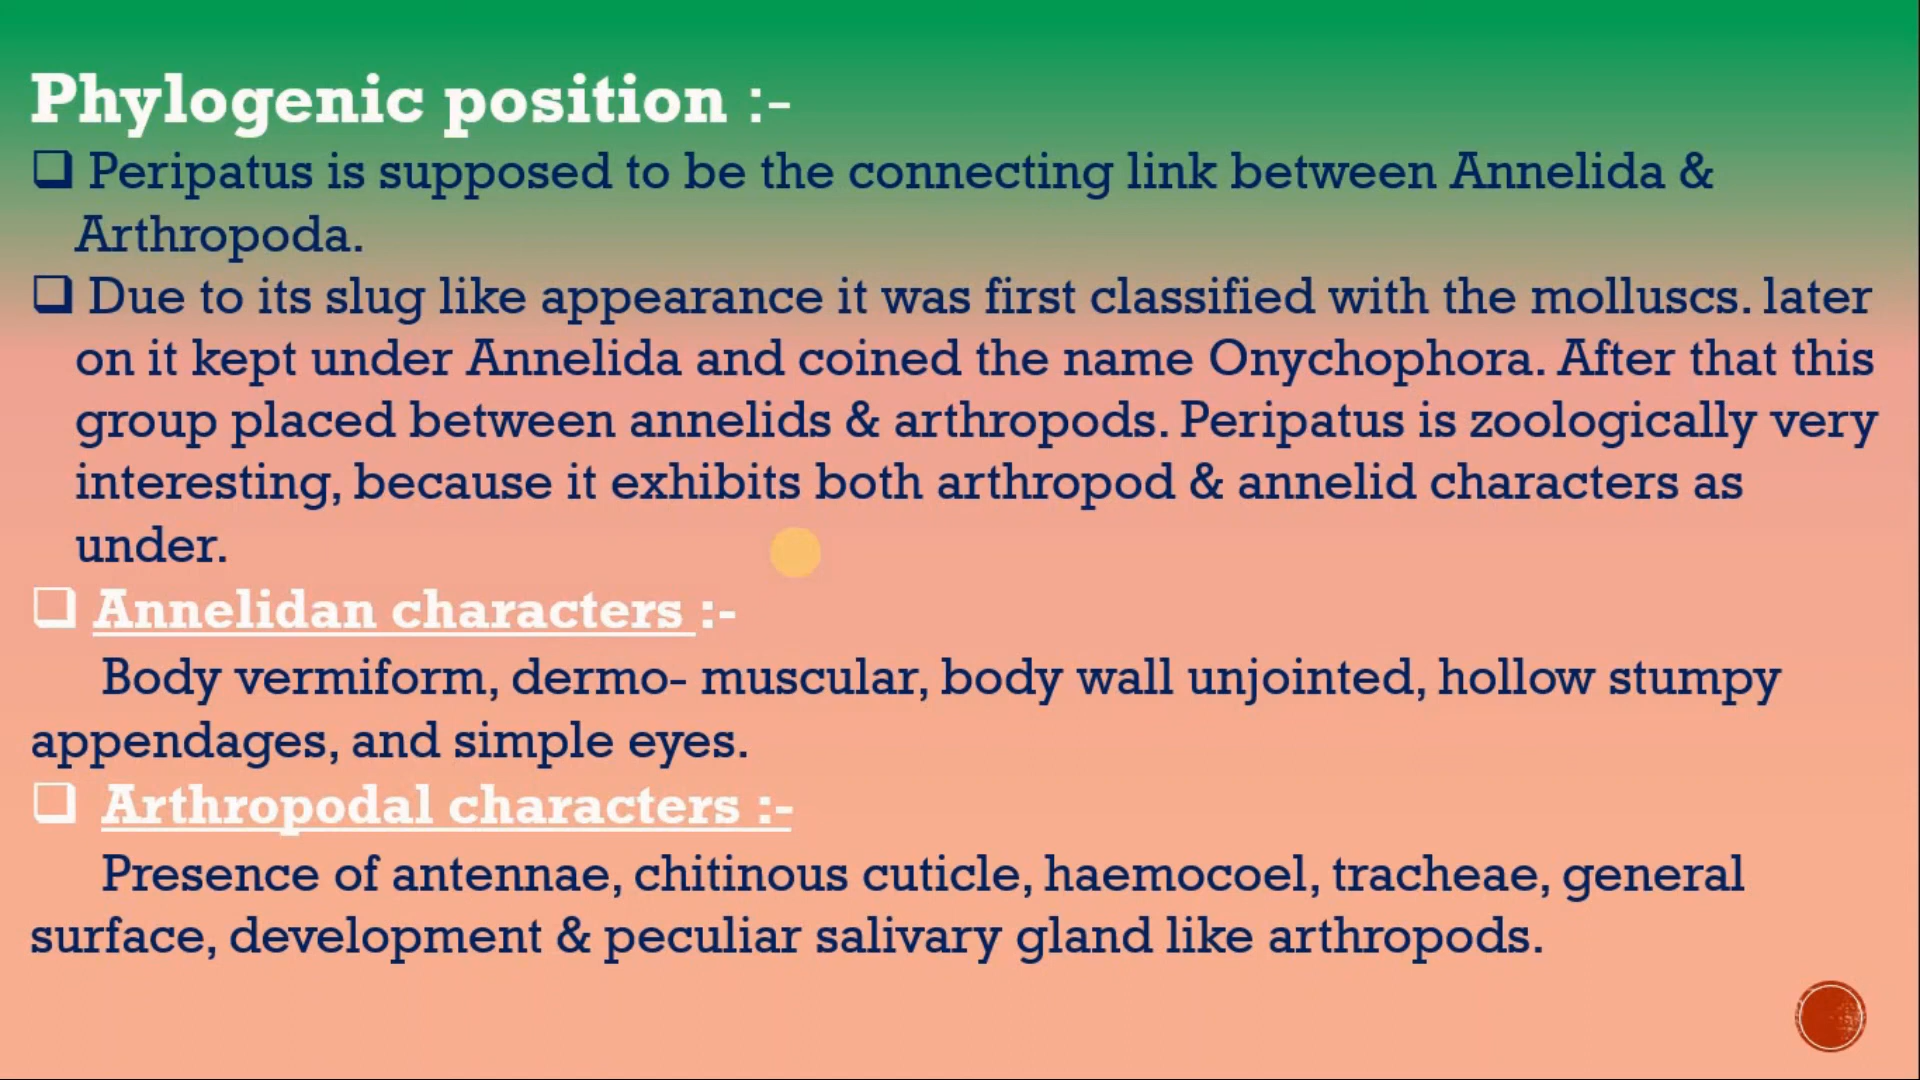 Phylogenic position :-
❑ Peripatus is supposed to be the connecting link between Annelida &
Arthropoda.
❑ Due to its slug like appearance it was first classified with the molluscs. later
on it kept under Annelida and coined the name Onychophora. After that this
group placed between annelids & arthropods. Peripatus is zoologically very
interesting, because it exhibits both arthropod & annelid characters as
under.
❑ Annelidan characters :-
Body vermiform, dermo- muscular, body wall unjointed, hollow stumpy
appendages, and simple eyes.
❑ Arthropodal characters :-
Presence of antennae, chitinous cuticle, haemocoel, tracheae, general
surface, development & peculiar salivary gland like arthropods.